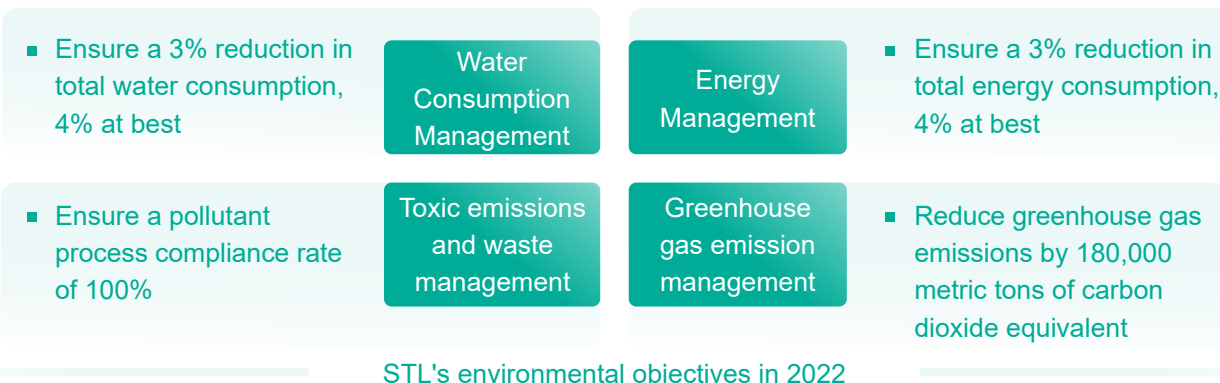 ▪ Ensure a 3% reduction in
total water consumption,
4% at best
Water
Consumption
Management
Energy
Management
▪ Ensure a 3% reduction in
total energy consumption,
4% at best
▪ Ensure a pollutant
process compliance rate
of 100%
Toxic emissions
and waste
management
Greenhouse
gas emission
management
▪ Reduce greenhouse gas
emissions by 180,000
metric tons of carbon
dioxide equivalent
STL's environmental objectives in 2022